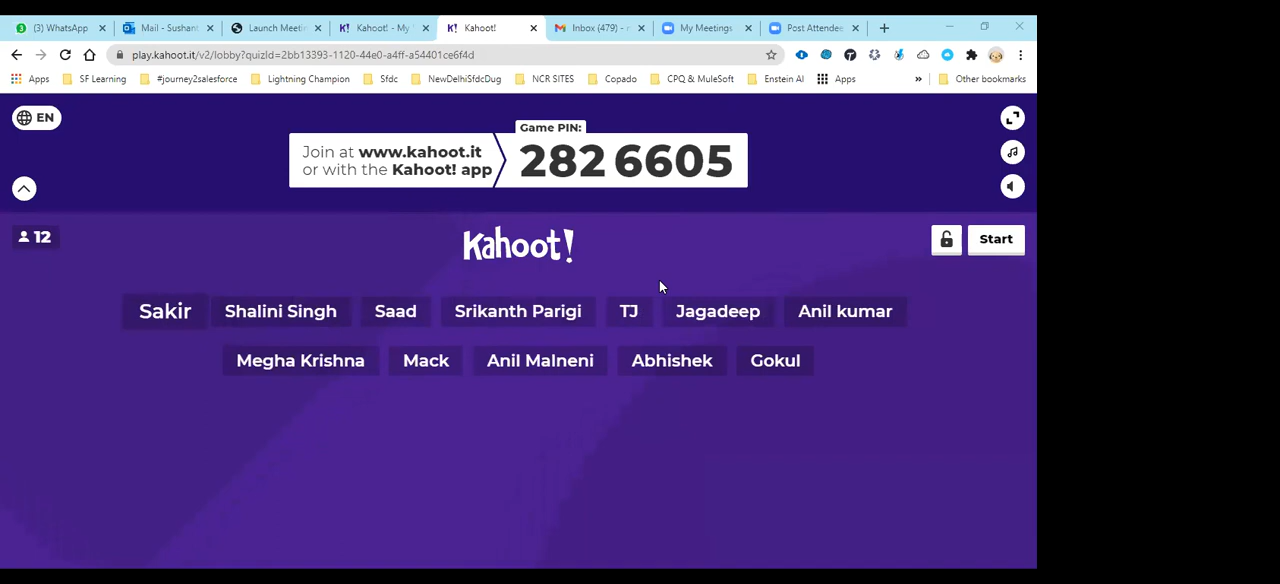 (3) WhatsApp
Mail - Sushant
Launch Meetin
Kahoot! - My
Kahoot!
Inbox (479) - r
My Meetings
Post Attendee
play.kahoot.it/v2/lobby?quizId=2bb13393-1120-44e0-a4ff-a54401ce6f4d
Apps
SF Learning
#journey2salesforce
Lightning Champion
Sfdc
NewDelhiSfdcDug
NCR SITES
Copado
CPQ & MuleSoft
Enstein AI
Apps
»
Other bookmarks
EN
Join at www.kahoot.it
or with the Kahoot! app
Game PIN:
282 6605
12
Kahoot!
Start
Sakir
Shalini Singh
Saad
Srikanth Parigi
TJ
Jagadeep
Anil kumar
Megha Krishna
Mack
Anil Malneni
Abhishek
Gokul